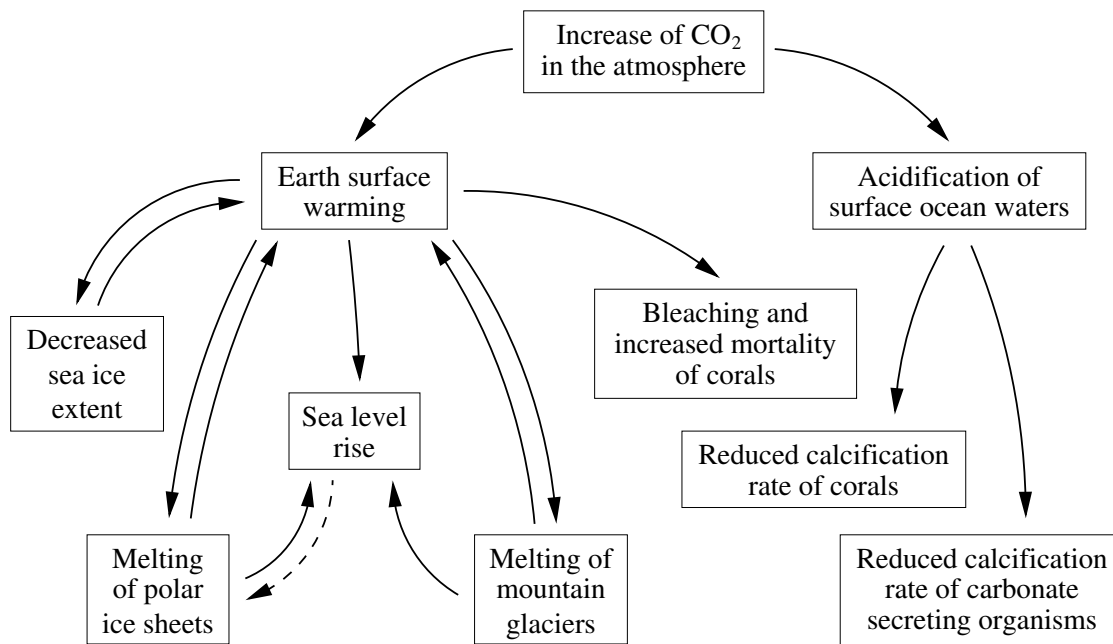 Increase of CO₂
in the atmosphere
Earth surface
warming
Acidification of
surface ocean waters
Decreased
sea ice
extent
Bleaching and
increased mortality
of corals
Sea level
rise
Reduced calcification
rate of corals
Melting
of polar
ice sheets
Melting of
mountain
glaciers
Reduced calcification
rate of carbonate
secreting organisms